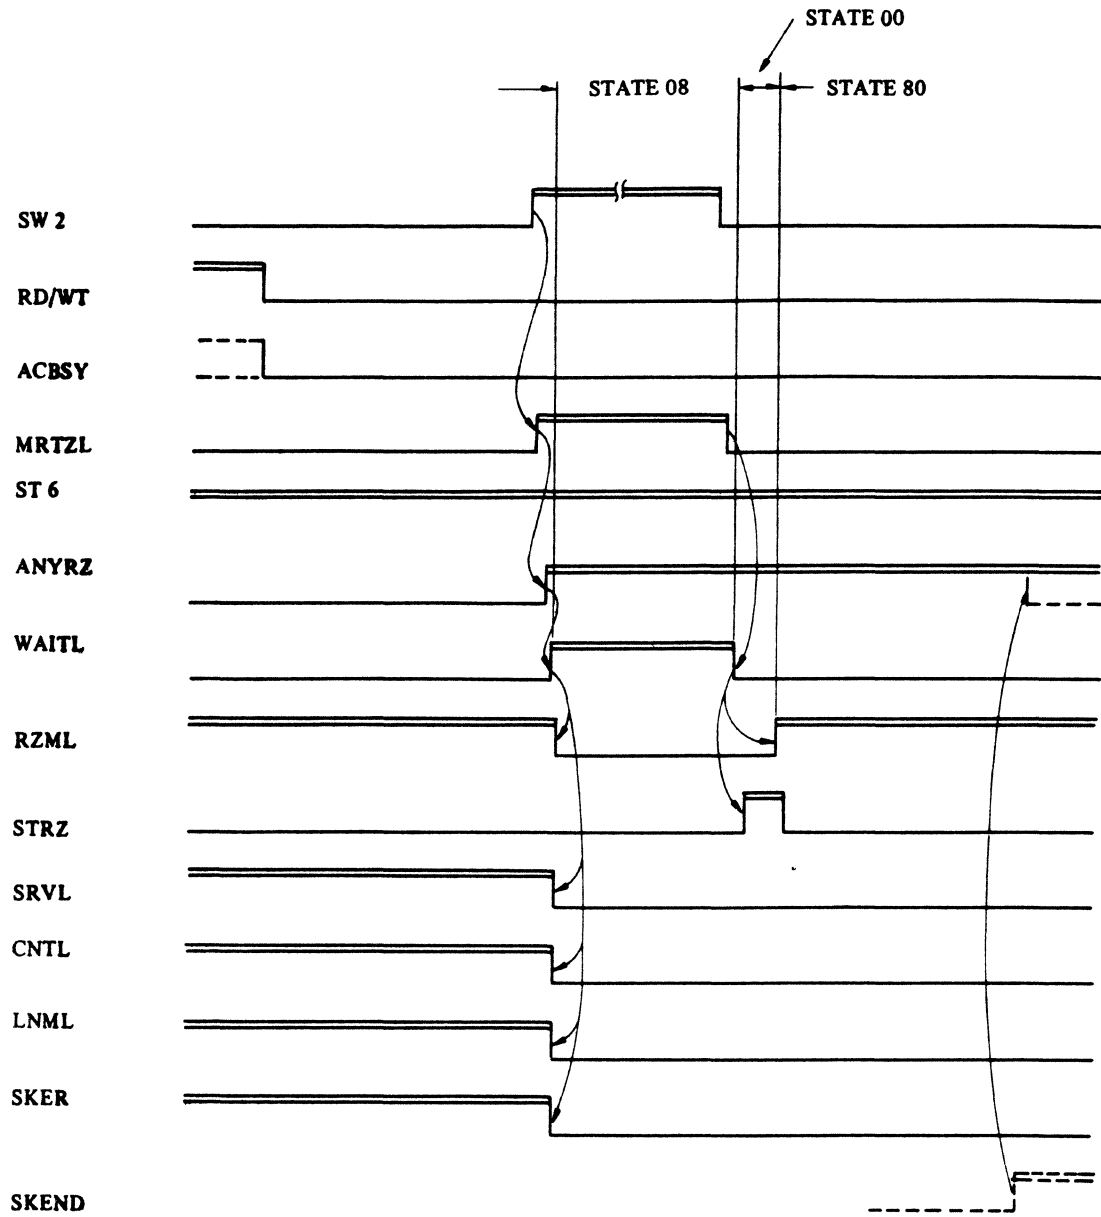 STATE 00
STATE 08
STATE 80
SW 2
RD/WT
ACBSY
MRTZL
ST 6
ANYRZ
WAITL
RZML
STRZ
SRVL
CNTL
LNML
SKER
SKEND